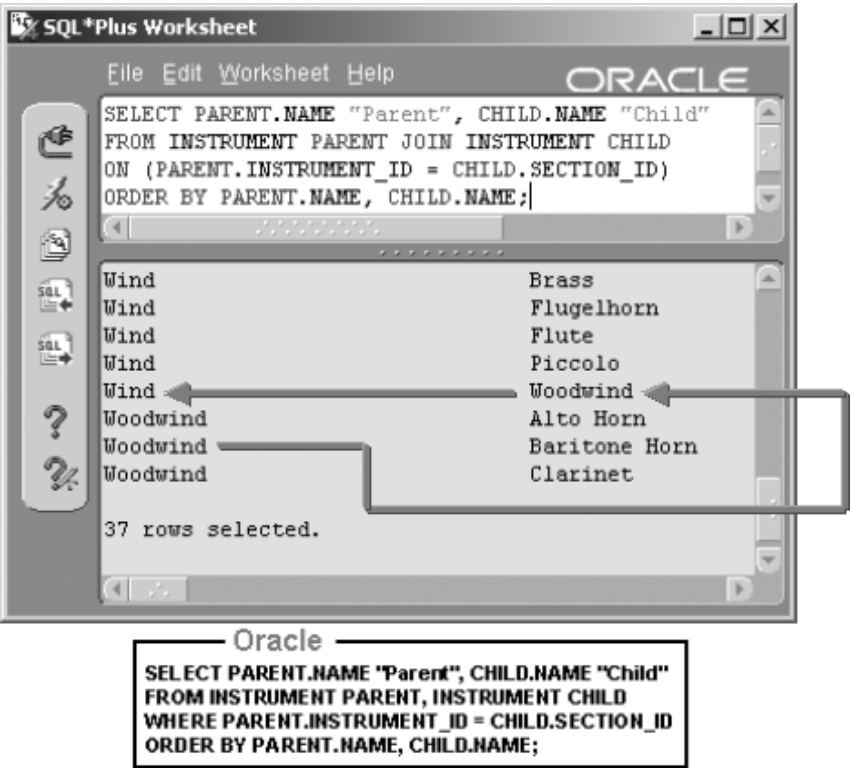 SQL*Plus Worksheet
File Edit Worksheet Help
ORACLE
SELECT PARENT.NAME "Parent", CHILD.NAME "Child"
FROM INSTRUMENT PARENT JOIN INSTRUMENT CHILD
ON (PARENT.INSTRUMENT_ID = CHILD.SECTION_ID)
ORDER BY PARENT.NAME, CHILD.NAME;
Wind Brass
Wind Flugelhorn
Wind Flute
Wind Piccolo
Wind Woodwind
Woodwind Alto Horn
Woodwind Baritone Horn
Woodwind Clarinet
37 rows selected.
Oracle
SELECT PARENT.NAME "Parent", CHILD.NAME "Child"
FROM INSTRUMENT PARENT, INSTRUMENT CHILD
WHERE PARENT.INSTRUMENT_ID = CHILD.SECTION_ID
ORDER BY PARENT.NAME, CHILD.NAME;